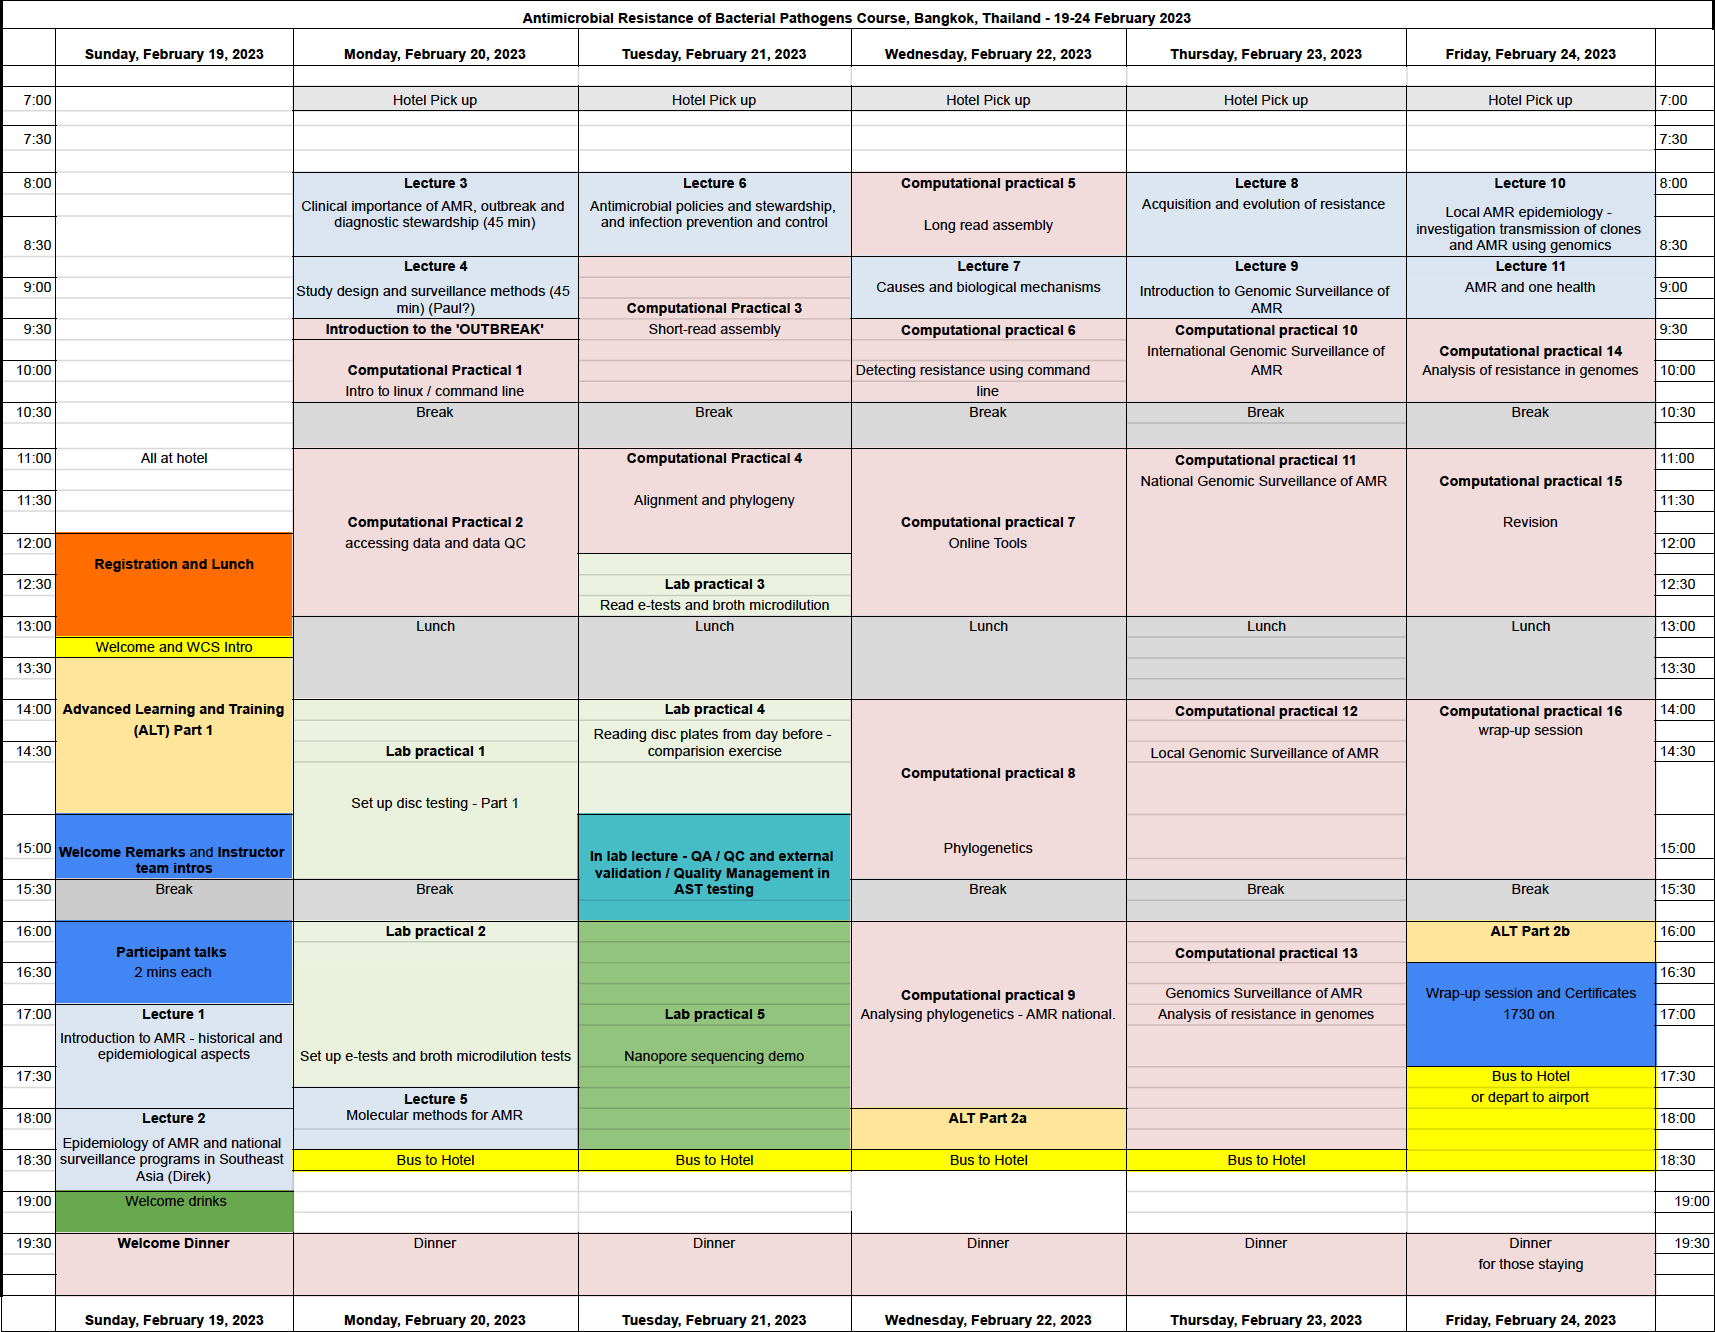 Antimicrobial Resistance of Bacterial Pathogens Course, Bangkok, Thailand - 19-24 February 2023
Sunday, February 19, 2023 Monday, February 20, 2023 Tuesday, February 21, 2023 Wednesday, February 22, 2023 Thursday, February 23, 2023 Friday, February 24, 2023
7:00 Hotel Pick up Hotel Pick up Hotel Pick up Hotel Pick up Hotel Pick up 7:00
7:30 7:30
8:00 Lecture 3 Lecture 6 Computational practical 5 Lecture 8 Lecture 10 8:00
Clinical importance of AMR, outbreak and Antimicrobial policies and stewardship, Acquisition and evolution of resistance Local AMR epidemiology -
diagnostic stewardship (45 min) and infection prevention and control Long read assembly investigation transmission of clones
8:30 and AMR using genomics 8:30
Lecture 4 Lecture 7 Lecture 9 Lecture 11
9:00 Study design and surveillance methods (45 Causes and biological mechanisms Introduction to Genomic Surveillance of AMR and one health 9:00
min) (Paul?) Computational Practical 3 AMR
9:30 Introduction to the 'OUTBREAK' Short-read assembly Computational practical 6 Computational practical 10 9:30
International Genomic Surveillance of Computational practical 14
10:00 Computational Practical 1 Detecting resistance using command AMR Analysis of resistance in genomes 10:00
Intro to linux / command line line
10:30 Break Break Break Break Break 10:30
11:00 All at hotel Computational Practical 4 Computational practical 11 11:00
National Genomic Surveillance of AMR Computational practical 15
11:30 Alignment and phylogeny 11:30
Computational Practical 2 Computational practical 7 Revision
12:00 accessing data and data QC Online Tools 12:00
Registration and Lunch
12:30 Lab practical 3 12:30
Read e-tests and broth microdilution
13:00 Lunch Lunch Lunch Lunch Lunch 13:00
Welcome and WCS Intro
13:30 13:30
14:00 Advanced Learning and Training Lab practical 4 Computational practical 12 Computational practical 16 14:00
(ALT) Part 1 Reading disc plates from day before - wrap-up session
14:30 Lab practical 1 comparision exercise Local Genomic Surveillance of AMR 14:30
Computational practical 8
Set up disc testing - Part 1
15:00 Welcome Remarks and Instructor In lab lecture - QA / QC and external Phylogenetics 15:00
team intros validation / Quality Management in
15:30 Break Break AST testing Break Break Break 15:30
16:00 Lab practical 2 ALT Part 2b 16:00
Participant talks Computational practical 13
16:30 2 mins each 16:30
Computational practical 9 Genomics Surveillance of AMR Wrap-up session and Certificates
17:00 Lecture 1 Lab practical 5 Analysing phylogenetics - AMR national. Analysis of resistance in genomes 1730 on 17:00
Introduction to AMR - historical and
epidemiological aspects Set up e-tests and broth microdilution tests Nanopore sequencing demo
17:30 Bus to Hotel 17:30
Lecture 5 or depart to airport
18:00 Lecture 2 Molecular methods for AMR ALT Part 2a 18:00
Epidemiology of AMR and national
18:30 surveillance programs in Southeast Bus to Hotel Bus to Hotel Bus to Hotel Bus to Hotel 18:30
Asia (Direk)
19:00 Welcome drinks 19:00
19:30 Welcome Dinner Dinner Dinner Dinner Dinner Dinner 19:30
for those staying
Sunday, February 19, 2023 Monday, February 20, 2023 Tuesday, February 21, 2023 Wednesday, February 22, 2023 Thursday, February 23, 2023 Friday, February 24, 2023